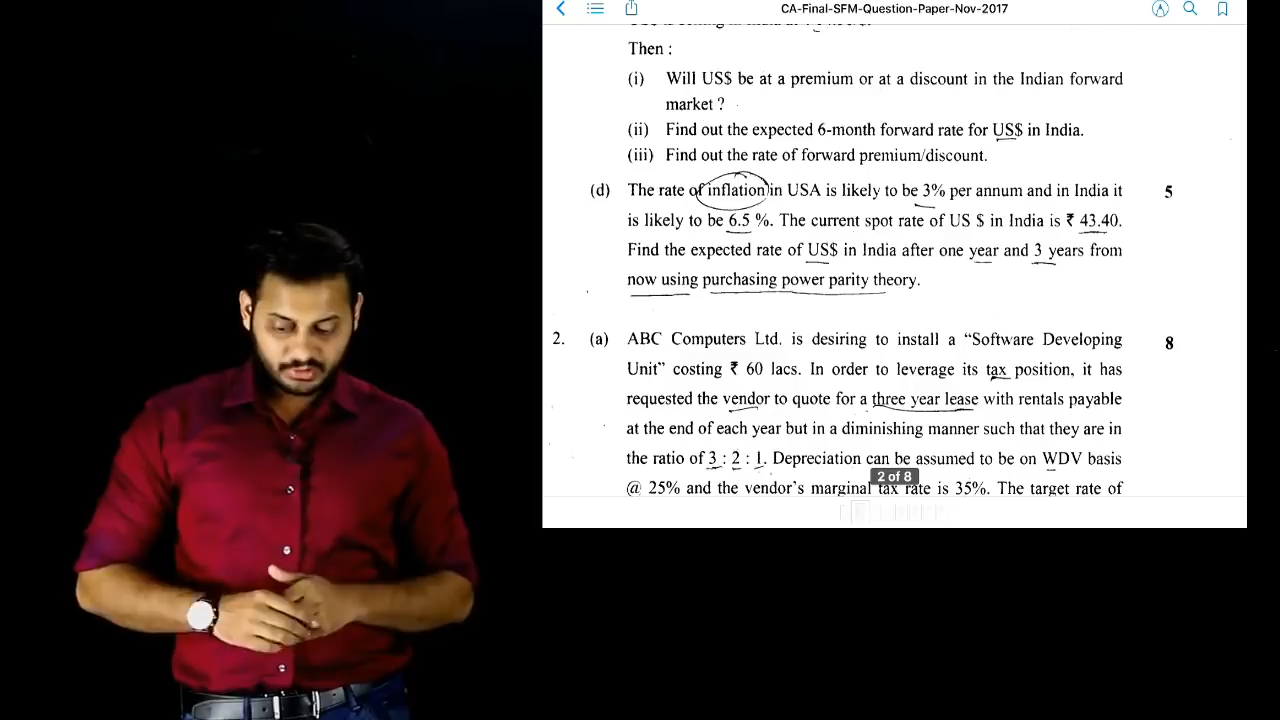 CA-Final-SFM-Question-Paper-Nov-2017
Then :
(i) Will US$ be at a premium or at a discount in the Indian forward
market ?
(ii) Find out the expected 6-month forward rate for US$ in India.
(iii) Find out the rate of forward premium/discount.
(d) The rate of inflation in USA is likely to be 3% per annum and in India it 5
is likely to be 6.5 %. The current spot rate of US $ in India is ₹ 43.40.
Find the expected rate of US$ in India after one year and 3 years from
now using purchasing power parity theory.
2. (a) ABC Computers Ltd. is desiring to install a “Software Developing 8
Unit” costing ₹ 60 lacs. In order to leverage its tax position, it has
requested the vendor to quote for a three year lease with rentals payable
at the end of each year but in a diminishing manner such that they are in
the ratio of 3 : 2 : 1. Depreciation can be assumed to be on WDV basis
2 of 8
@ 25% and the vendor’s marginal tax rate is 35%. The target rate of